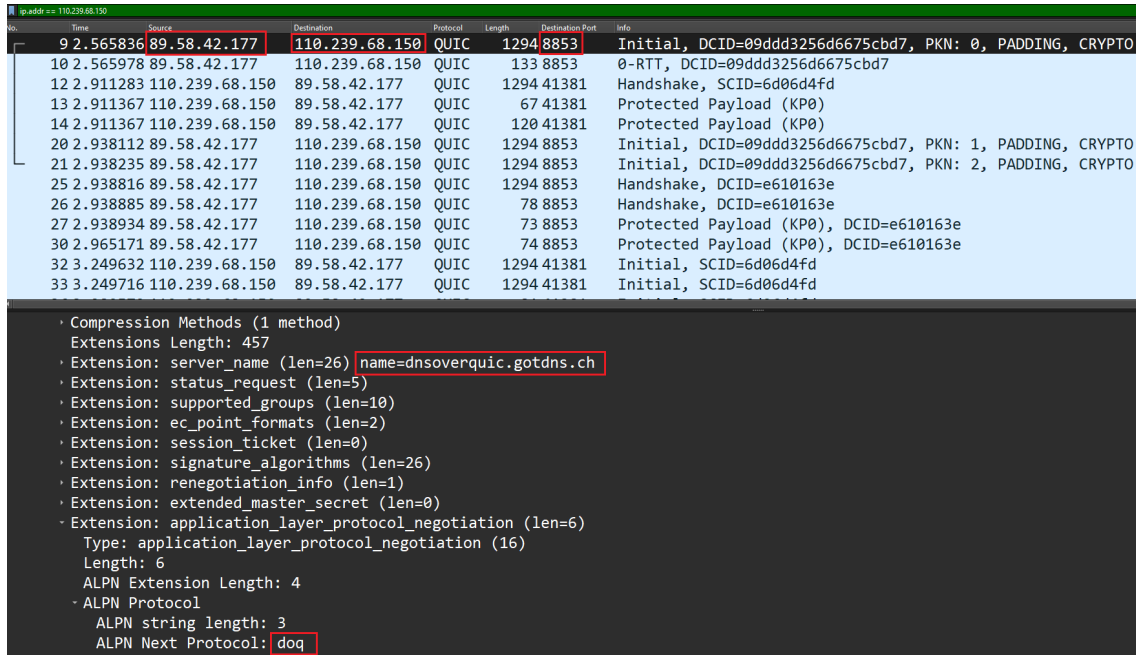 ip.addr == 110.239.68.150
No. Time Source Destination Protocol Length Destination Port Info
9 2.565836 89.58.42.177 110.239.68.150 QUIC 1294 8853 Initial, DCID=09ddd3256d6675cbd7, PKN: 0, PADDING, CRYPTO
10 2.565978 89.58.42.177 110.239.68.150 QUIC 133 8853 0-RTT, DCID=09ddd3256d6675cbd7
12 2.911283 110.239.68.150 89.58.42.177 QUIC 1294 41381 Handshake, SCID=6d06d4fd
13 2.911367 110.239.68.150 89.58.42.177 QUIC 67 41381 Protected Payload (KP0)
14 2.911367 110.239.68.150 89.58.42.177 QUIC 120 41381 Protected Payload (KP0)
20 2.938112 89.58.42.177 110.239.68.150 QUIC 1294 8853 Initial, DCID=09ddd3256d6675cbd7, PKN: 1, PADDING, CRYPTO
21 2.938235 89.58.42.177 110.239.68.150 QUIC 1294 8853 Initial, DCID=09ddd3256d6675cbd7, PKN: 2, PADDING, CRYPTO
25 2.938816 89.58.42.177 110.239.68.150 QUIC 1294 8853 Handshake, DCID=e610163e
26 2.938885 89.58.42.177 110.239.68.150 QUIC 78 8853 Handshake, DCID=e610163e
27 2.938934 89.58.42.177 110.239.68.150 QUIC 73 8853 Protected Payload (KP0), DCID=e610163e
30 2.965171 89.58.42.177 110.239.68.150 QUIC 74 8853 Protected Payload (KP0), DCID=e610163e
32 3.249632 110.239.68.150 89.58.42.177 QUIC 1294 41381 Initial, SCID=6d06d4fd
33 3.249716 110.239.68.150 89.58.42.177 QUIC 1294 41381 Initial, SCID=6d06d4fd
Compression Methods (1 method)
Extensions Length: 457
Extension: server_name (len=26) name=dnsoverquic.gotdns.ch
Extension: status_request (len=5)
Extension: supported_groups (len=10)
Extension: ec_point_formats (len=2)
Extension: session_ticket (len=0)
Extension: signature_algorithms (len=26)
Extension: renegotiation_info (len=1)
Extension: extended_master_secret (len=0)
Extension: application_layer_protocol_negotiation (len=6)
Type: application_layer_protocol_negotiation (16)
Length: 6
ALPN Extension Length: 4
ALPN Protocol
ALPN string length: 3
ALPN Next Protocol: doq